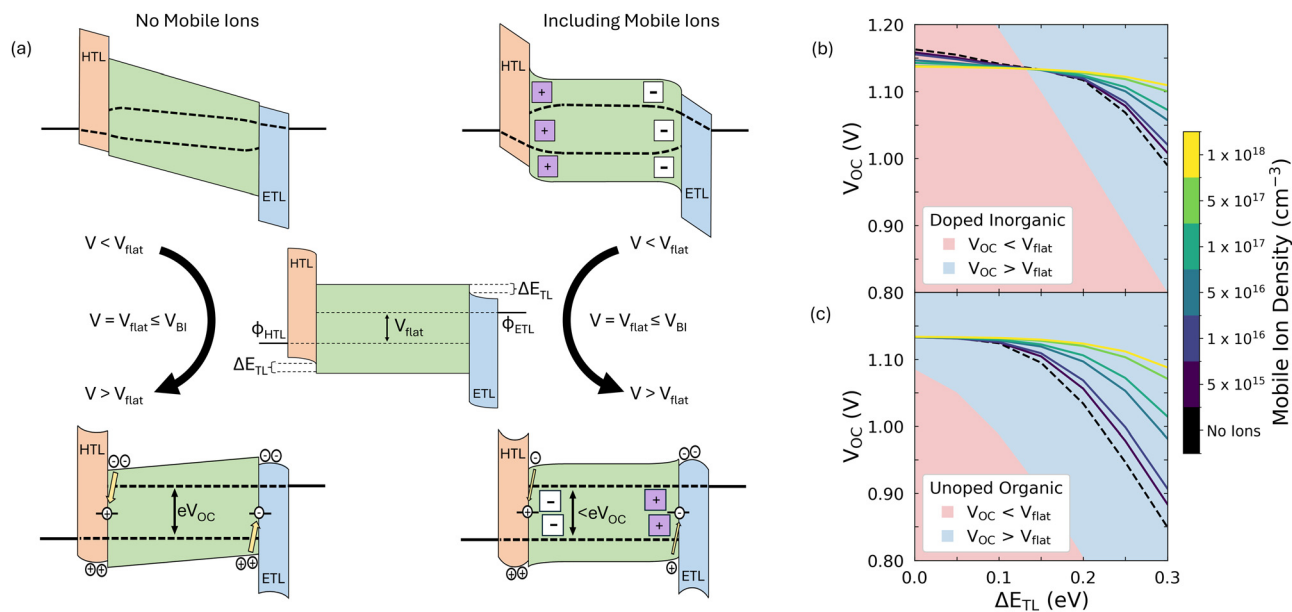 No Mobile Ions
Including Mobile Ions
(a)
HTL
ETL
HTL
+
+
+
-
-
-
ETL
V < V_flat
V = V_flat ≤ V_BI
V > V_flat
HTL
Φ_HTL
ΔE_TL
V_flat
ΔE_TL
Φ_ETL
ETL
V < V_flat
V = V_flat ≤ V_BI
V > V_flat
HTL
- -
+
eV_OC
- -
-
+ +
+ +
ETL
HTL
-
+
-
-
<eV_OC
+
+
- -
-
+ +
+
ETL
(b)
V_OC (V)
1.20
1.10
1.00
0.90
0.80
Doped Inorganic
V_OC < V_flat
V_OC > V_flat
(c)
V_OC (V)
1.10
1.00
0.90
0.80
Unoped Organic
V_OC < V_flat
V_OC > V_flat
0.0
0.1
0.2
0.3
ΔE_TL (eV)
1 x 10^18
5 x 10^17
1 x 10^17
5 x 10^16
1 x 10^16
5 x 10^15
No Ions
Mobile Ion Density (cm^−3)